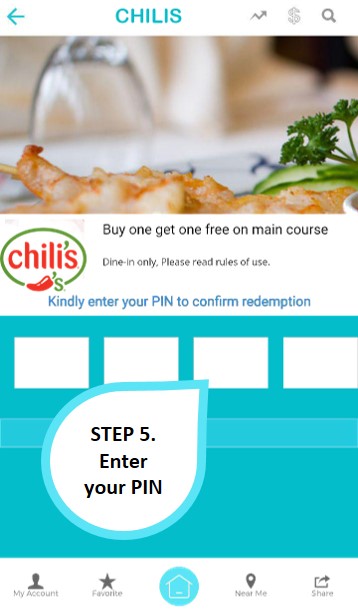 CHILIS
Buy one get one free on main course
chili's
's.
Dine-in only, Please read rules of use.
Kindly enter your PIN to confirm redemption
STEP 5.
Enter
your PIN
My Account
Favorite
Near Me
Share